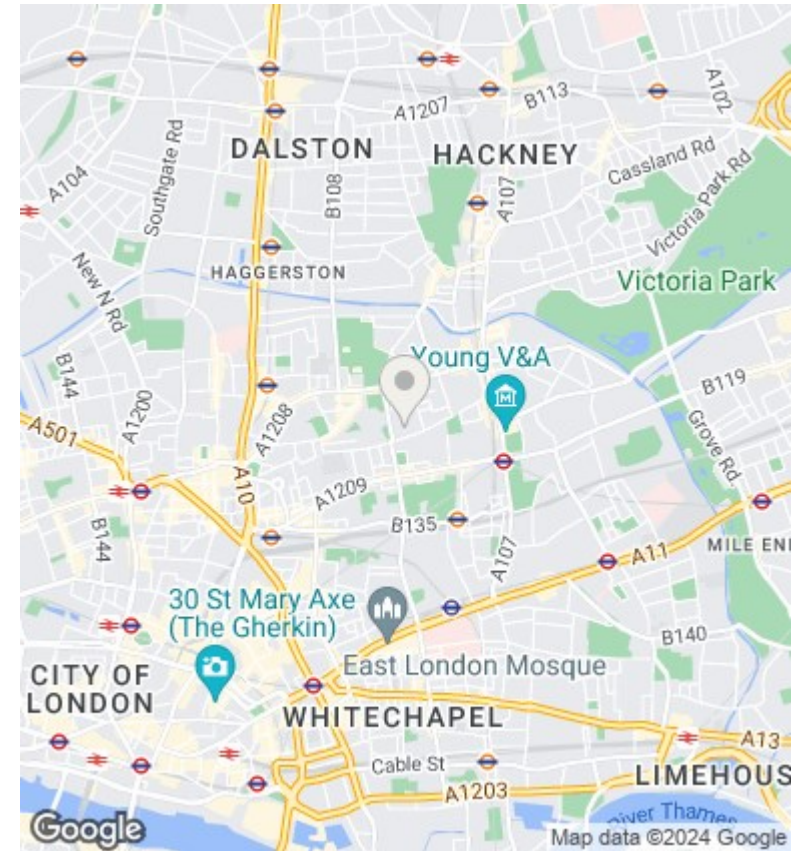 A1207
B113
A102
DALSTON
HACKNEY
Cassland Rd
A104
Southgate Rd
B108
A107
Victoria Park Rd
HAGGERSTON
New N Rd
Victoria Park
B144
A1200
Young V&A
B119
A501
A1208
Grove Rd
A10
A1209
B135
B144
A107
A11
MILE EN
30 St Mary Axe
(The Gherkin)
B140
East London Mosque
CITY OF
LONDON
WHITECHAPEL
A13
Cable St
A1203
LIMEHOUS
River Thames
Google
Map data ©2024 Google